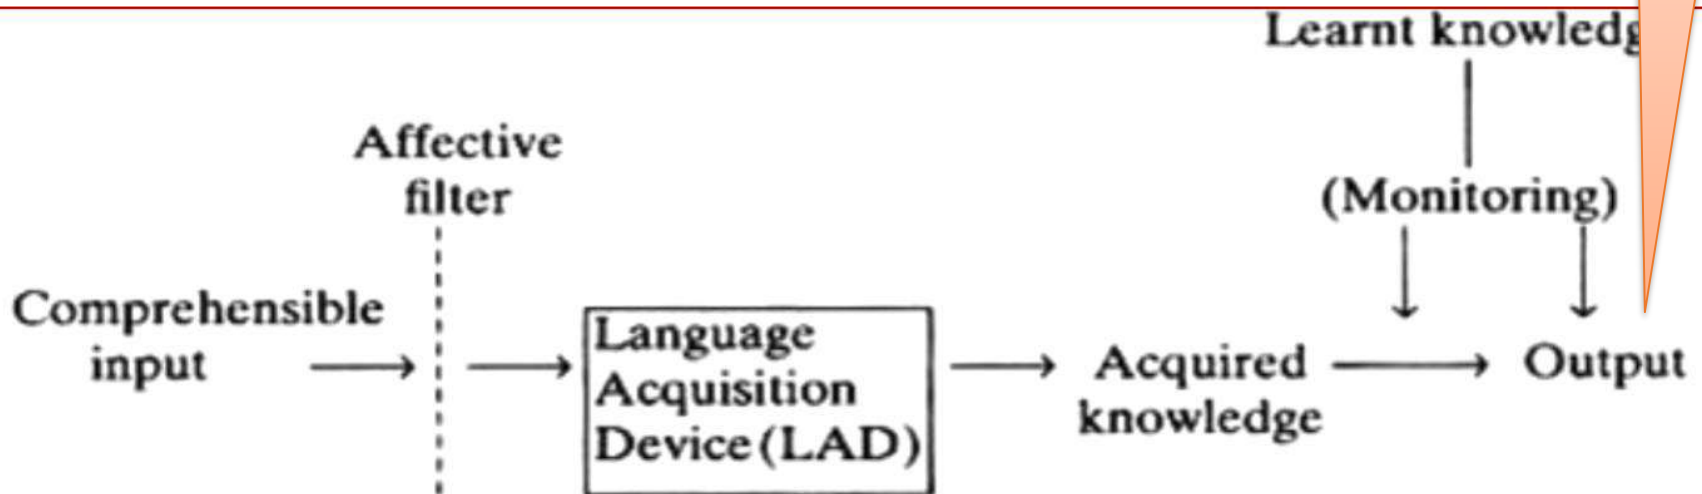 Learnt knowledg
Affective
filter
(Monitoring)
Comprehensible
input
Language
Acquisition
Device (LAD)
Acquired
knowledge
Output